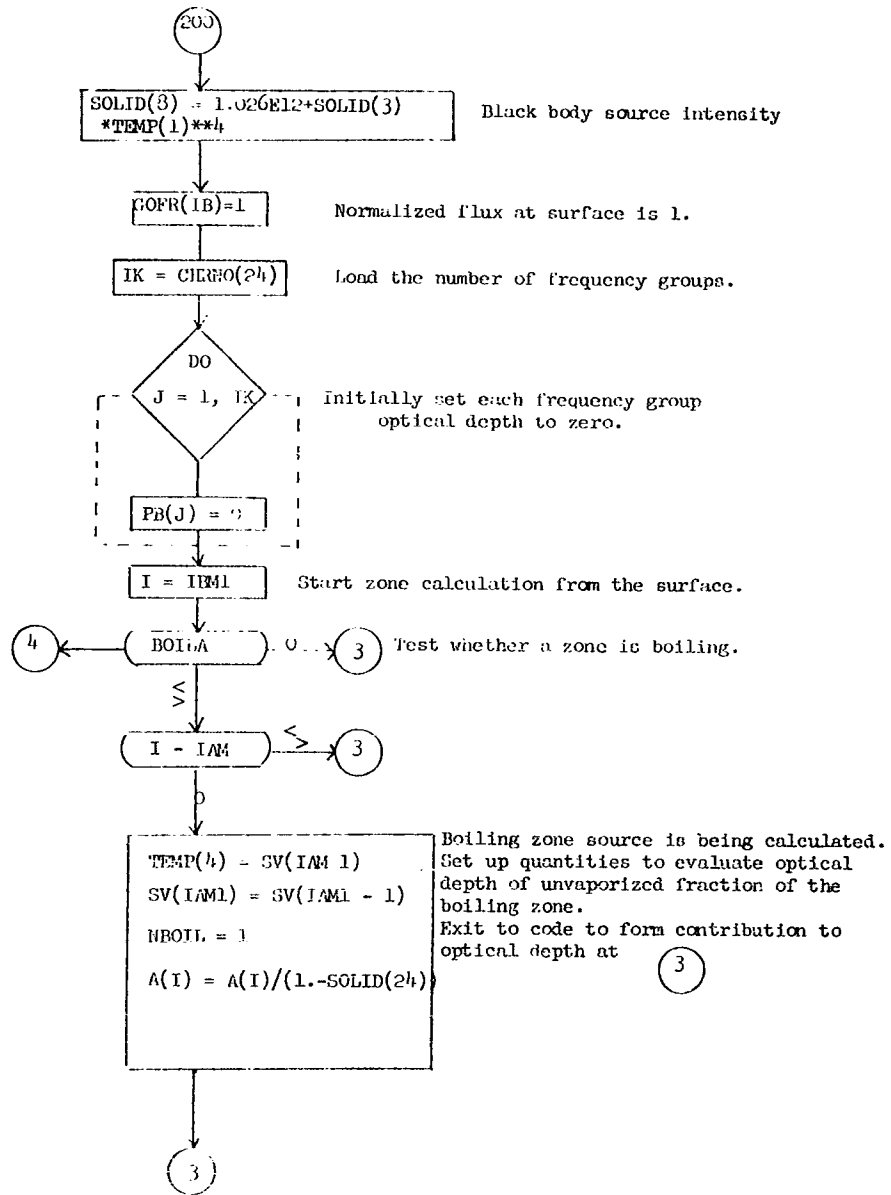 200
SOLID(8) = 1.026E12+SOLID(3)
*TEMP(1)**4
Black body source intensity
GOFR(IB)=1
Normalized flux at surface is 1.
IK = CHRNO(24)
Load the number of frequency groups.
DO
J = 1, IK
Initially set each frequency group
optical depth to zero.
PB(J) = 0
I = IBM1
Start zone calculation from the surface.
4
BOILA
0
3
Test whether a zone is boiling.
<
>
I - IAM
<
>
3
0
TEMP(4) = SV(IAM 1)
SV(IAM1) = SV(IAM1 - 1)
NBOIL = 1
A(I) = A(I)/(1.-SOLID(24))
Boiling zone source is being calculated.
Set up quantities to evaluate optical
depth of unvaporized fraction of the
boiling zone.
Exit to code to form contribution to
optical depth at
3
3